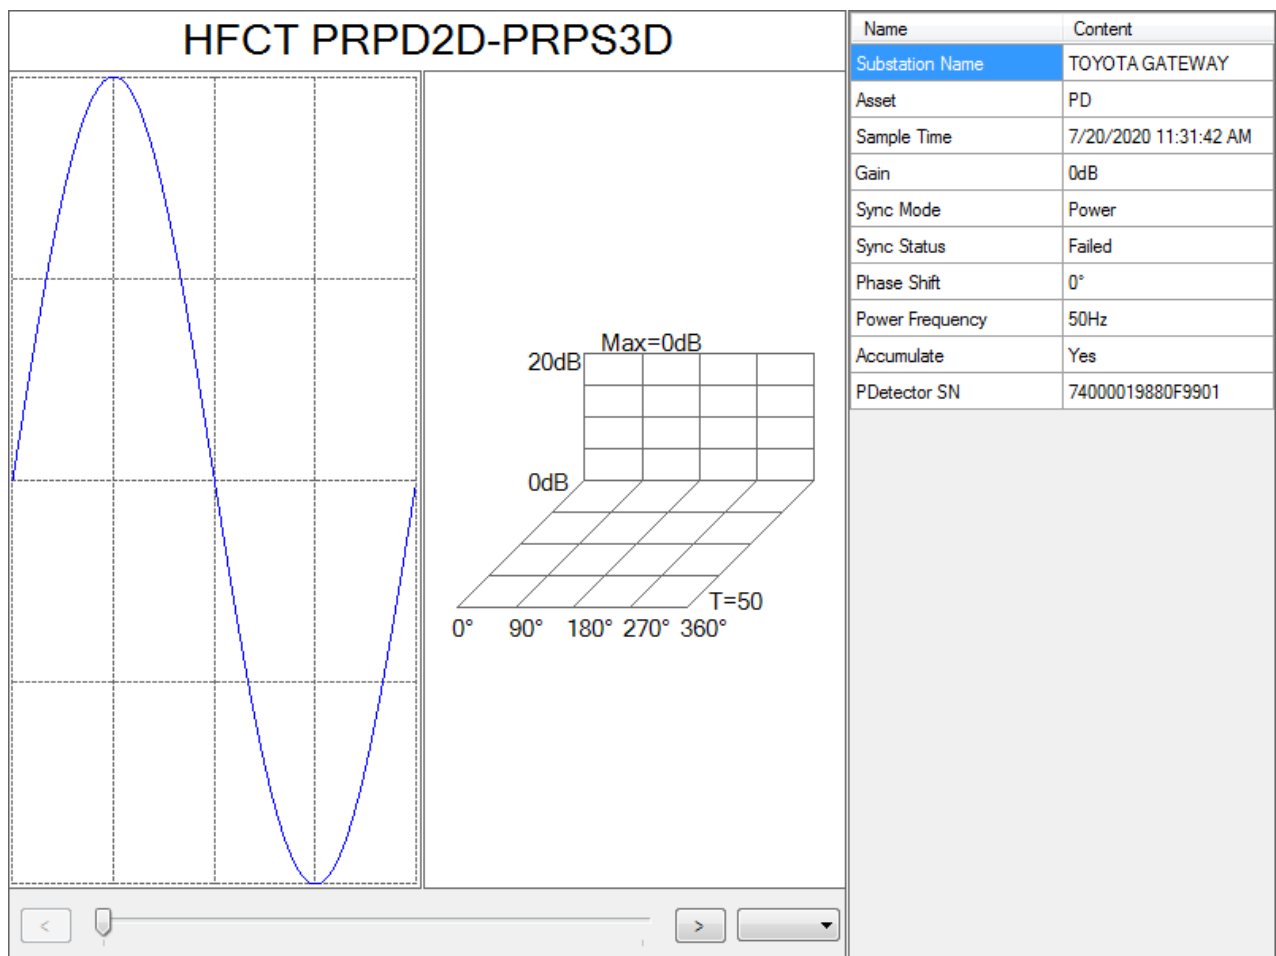 HFCT PRPD2D-PRPS3D
Max=0dB
20dB
0dB
T=50
0° 90° 180° 270° 360°
<
>
Name Content
Substation Name TOYOTA GATEWAY
Asset PD
Sample Time 7/20/2020 11:31:42 AM
Gain 0dB
Sync Mode Power
Sync Status Failed
Phase Shift 0°
Power Frequency 50Hz
Accumulate Yes
PDetector SN 74000019880F9901